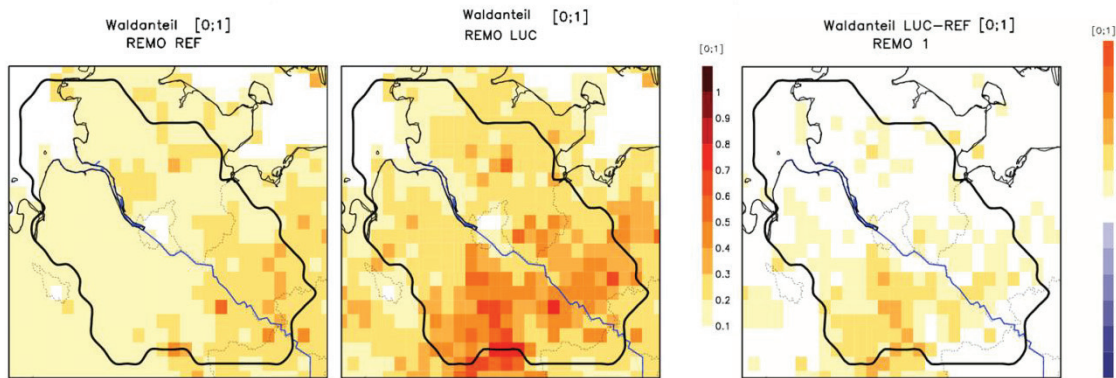 Waldanteil [0;1]
REMO REF
Waldanteil [0;1]
REMO LUC
[0;1]
1
0.9
0.8
0.7
0.6
0.5
0.4
0.3
0.2
0.1
Waldanteil LUC-REF [0;1]
REMO 1
[0;1]